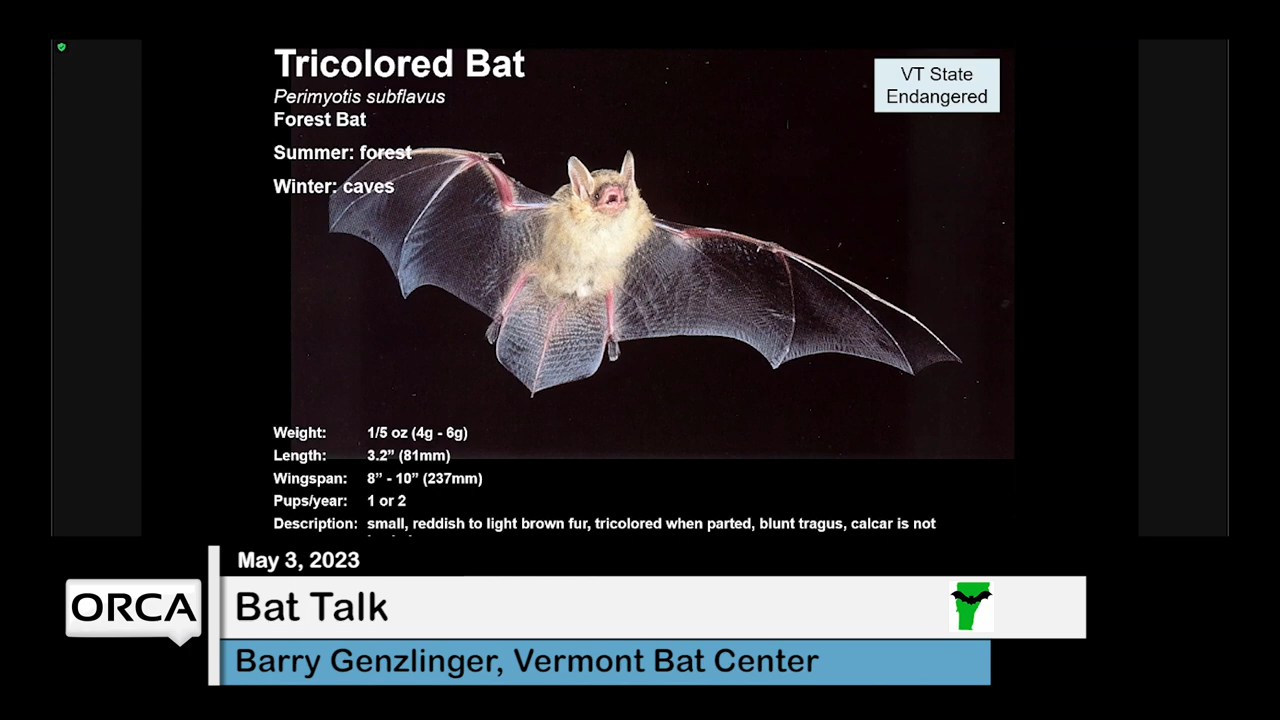 Tricolored Bat
Perimyotis subflavus
Forest Bat
Summer: forest
Winter: caves
VT State
Endangered
Weight: 1/5 oz (4g - 6g)
Length: 3.2” (81mm)
Wingspan: 8” - 10” (237mm)
Pups/year: 1 or 2
Description: small, reddish to light brown fur, tricolored when parted, blunt tragus, calcar is not
May 3, 2023
ORCA
Bat Talk
Barry Genzlinger, Vermont Bat Center